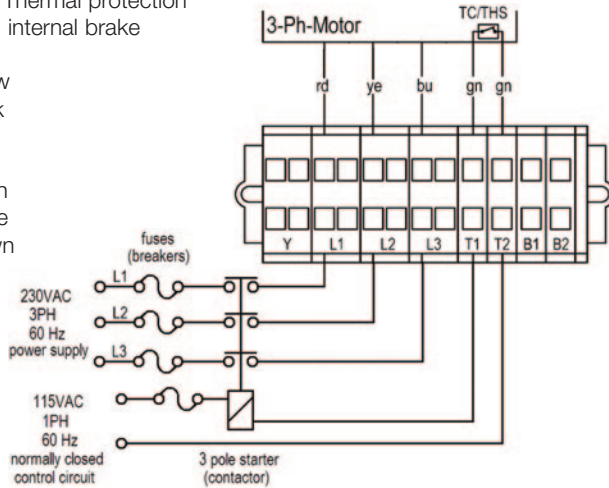 Thermal protection
internal brake
3-Ph-Motor
TC/THS
rd ye bu gn gn
Y L1 L2 L3 T1 T2 B1 B2
fuses
(breakers)
L1
L2
L3
230VAC
3PH
60 Hz
power supply
115VAC
1PH
60 Hz
normally closed
control circuit
3 pole starter
(contactor)